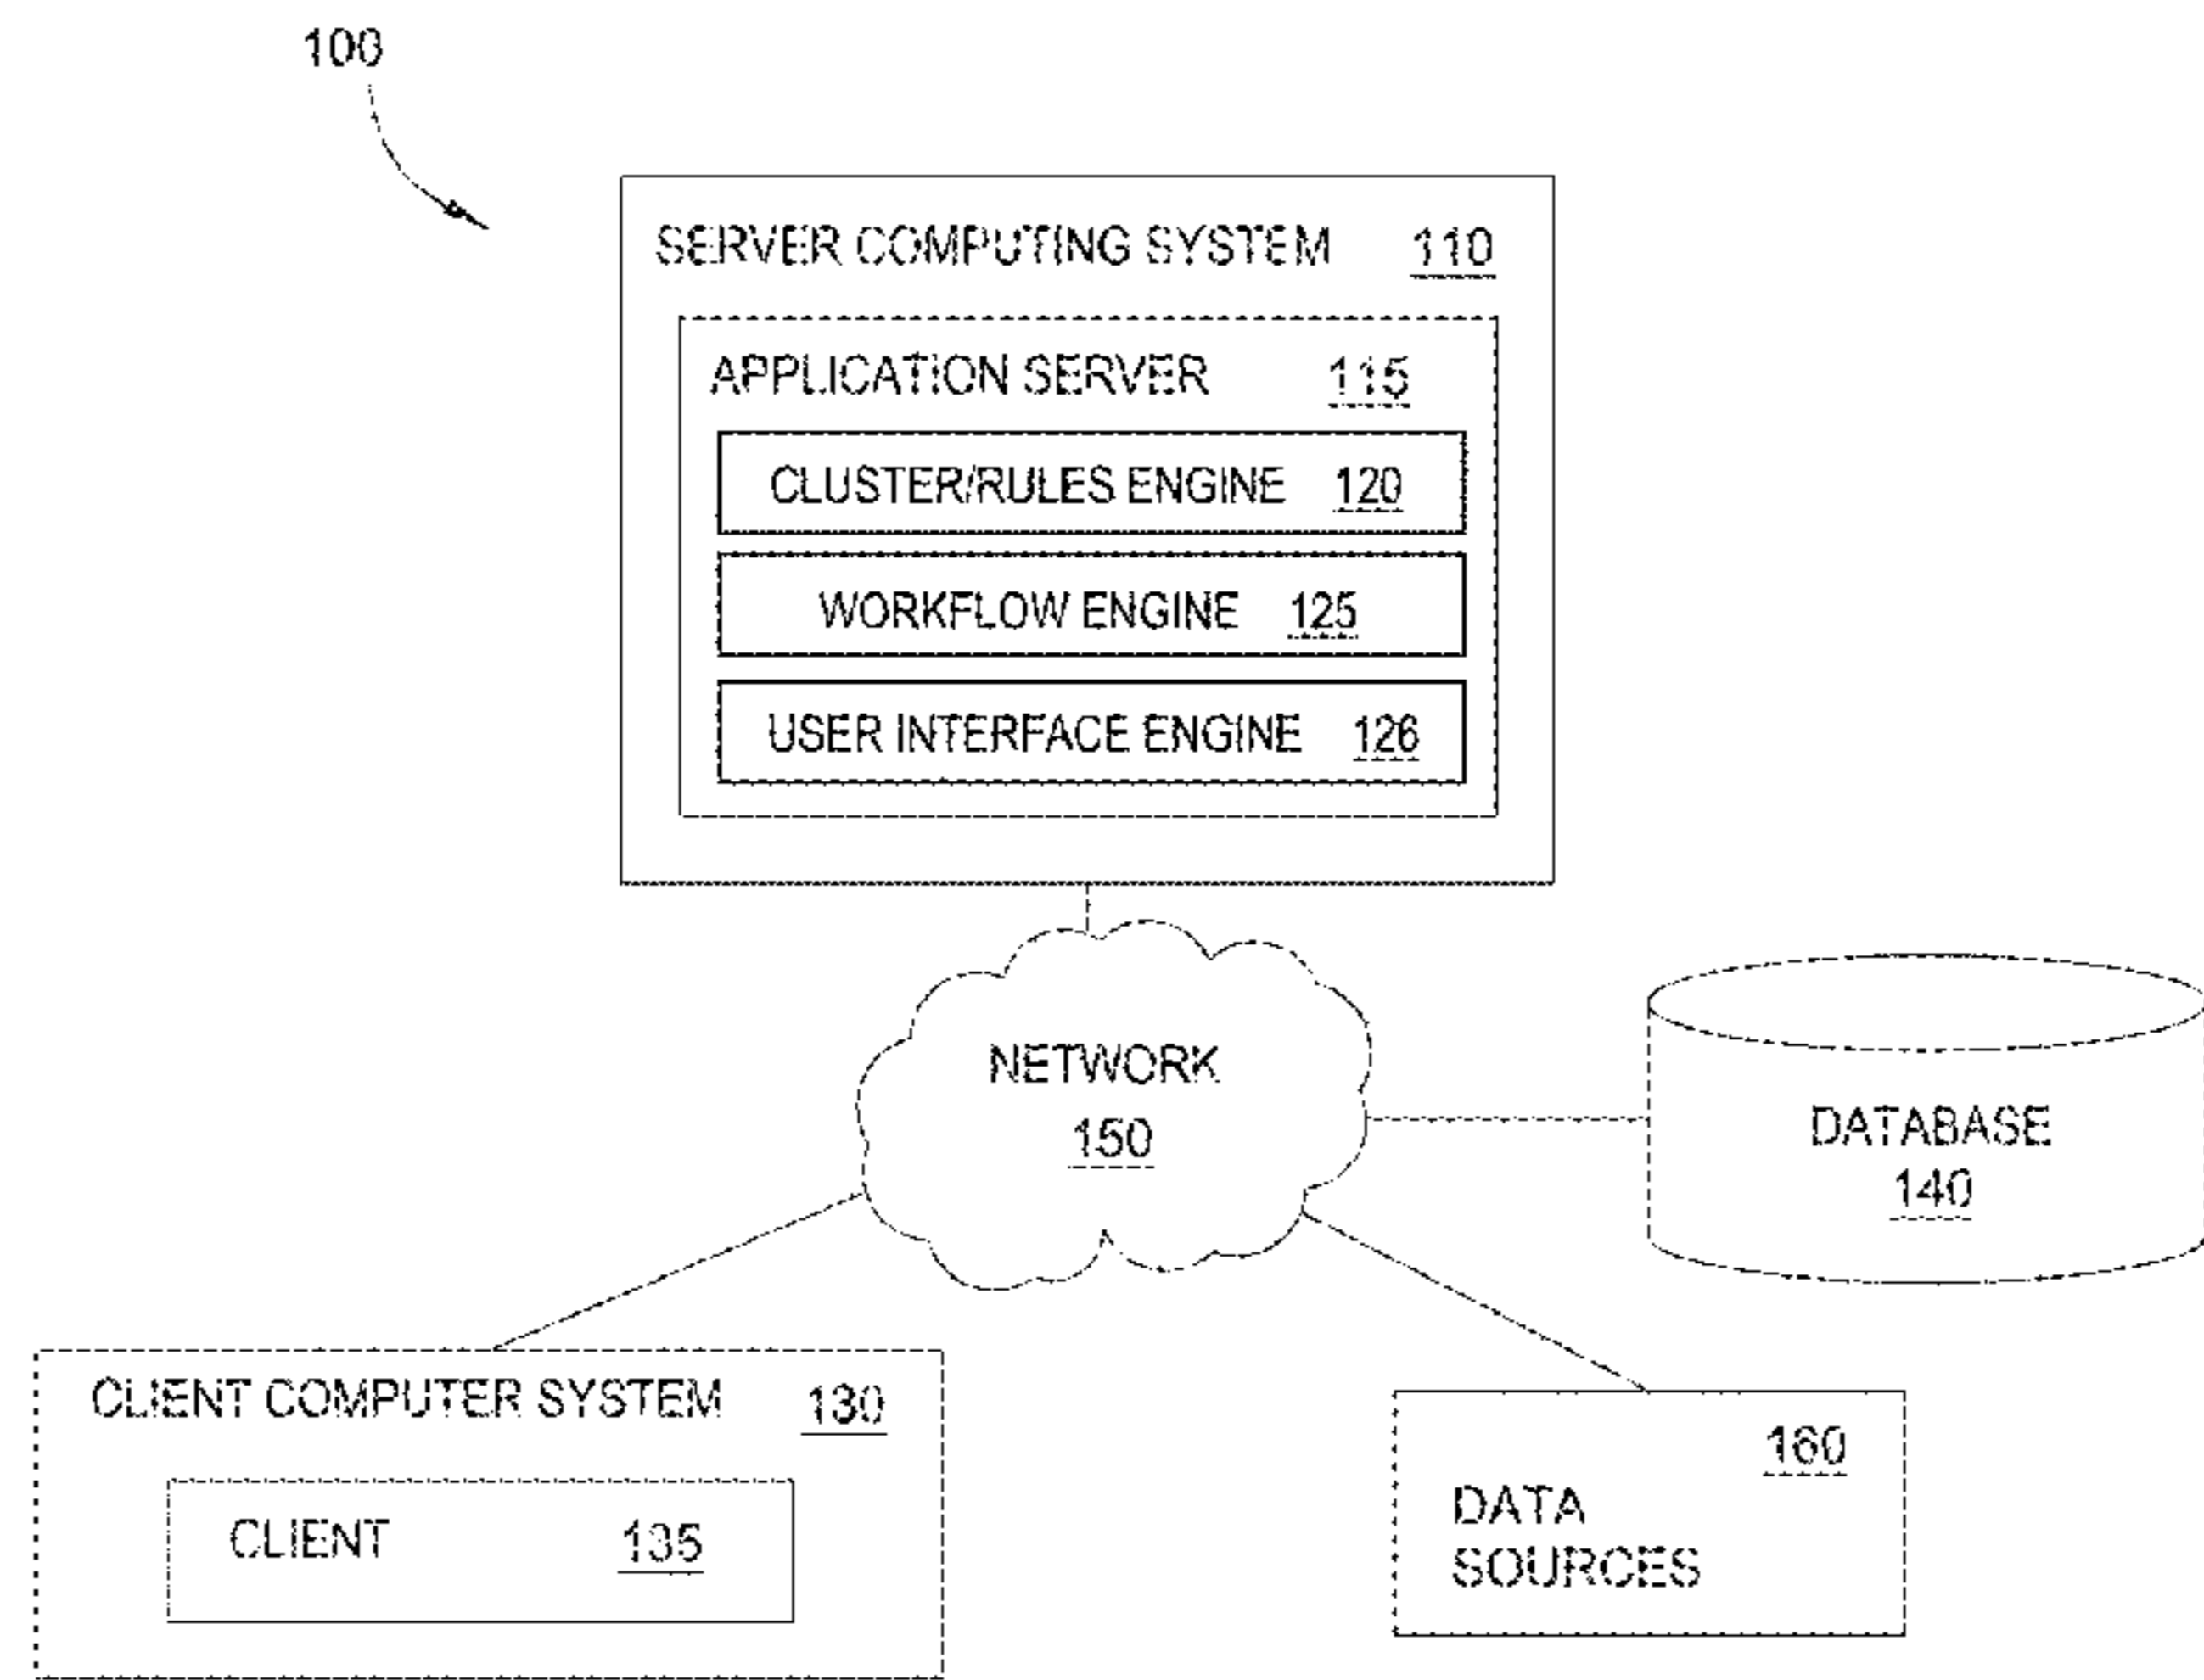 100
SERVER COMPUTING SYSTEM 110
APPLICATION SERVER 115
CLUSTER/RULES ENGINE 120
WORKFLOW ENGINE 125
USER INTERFACE ENGINE 126
NETWORK
150
DATABASE
140
CLIENT COMPUTER SYSTEM 130
CLIENT 135
160
DATA
SOURCES